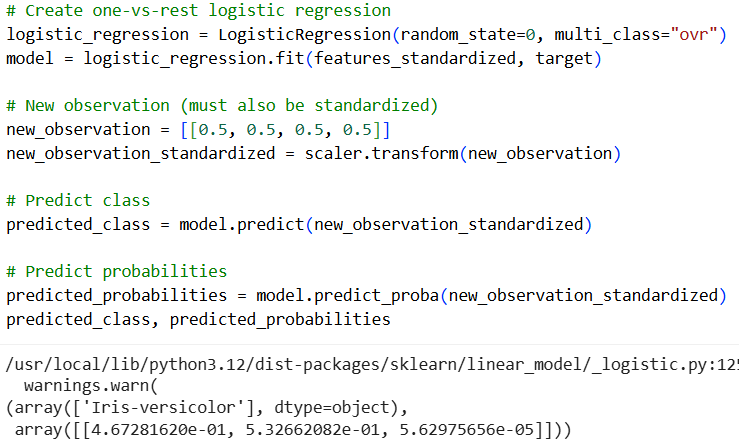 # Create one-vs-rest logistic regression
logistic_regression = LogisticRegression(random_state=0, multi_class="ovr")
model = logistic_regression.fit(features_standardized, target)
# New observation (must also be standardized)
new_observation = [[0.5, 0.5, 0.5, 0.5]]
new_observation_standardized = scaler.transform(new_observation)
# Predict class
predicted_class = model.predict(new_observation_standardized)
# Predict probabilities
predicted_probabilities = model.predict_proba(new_observation_standardized)
predicted_class, predicted_probabilities
/usr/local/lib/python3.12/dist-packages/sklearn/linear_model/_logistic.py:125
  warnings.warn(
(array(['Iris-versicolor'], dtype=object),
 array([[4.67281620e-01, 5.32662082e-01, 5.62975656e-05]]))